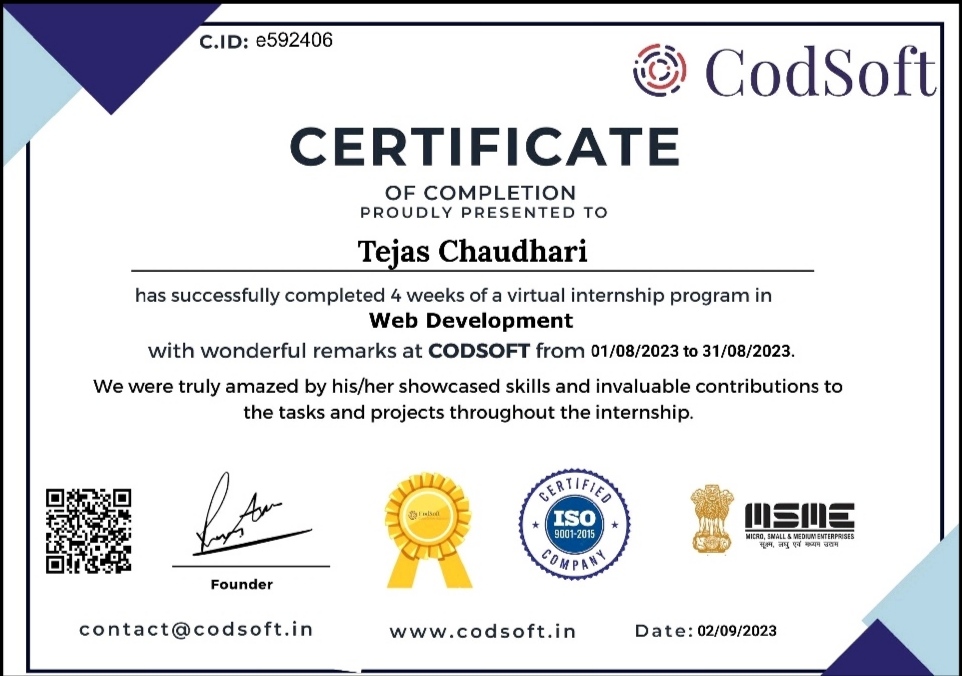 C.ID: e592406
CodSoft
CERTIFICATE
OF COMPLETION
PROUDLY PRESENTED TO
Tejas Chaudhari
has successfully completed 4 weeks of a virtual internship program in
Web Development
with wonderful remarks at CODSOFT from 01/08/2023 to 31/08/2023.
We were truly amazed by his/her showcased skills and invaluable contributions to
the tasks and projects throughout the internship.
CodSoft
CERTIFIED
ISO
9001-2015
COMPANY
MSME
MICRO, SMALL & MEDIUM ENTERPRISES
सूक्ष्म, लघु एवं मध्यम उद्यम
Founder
contact@codsoft.in
www.codsoft.in
Date: 02/09/2023